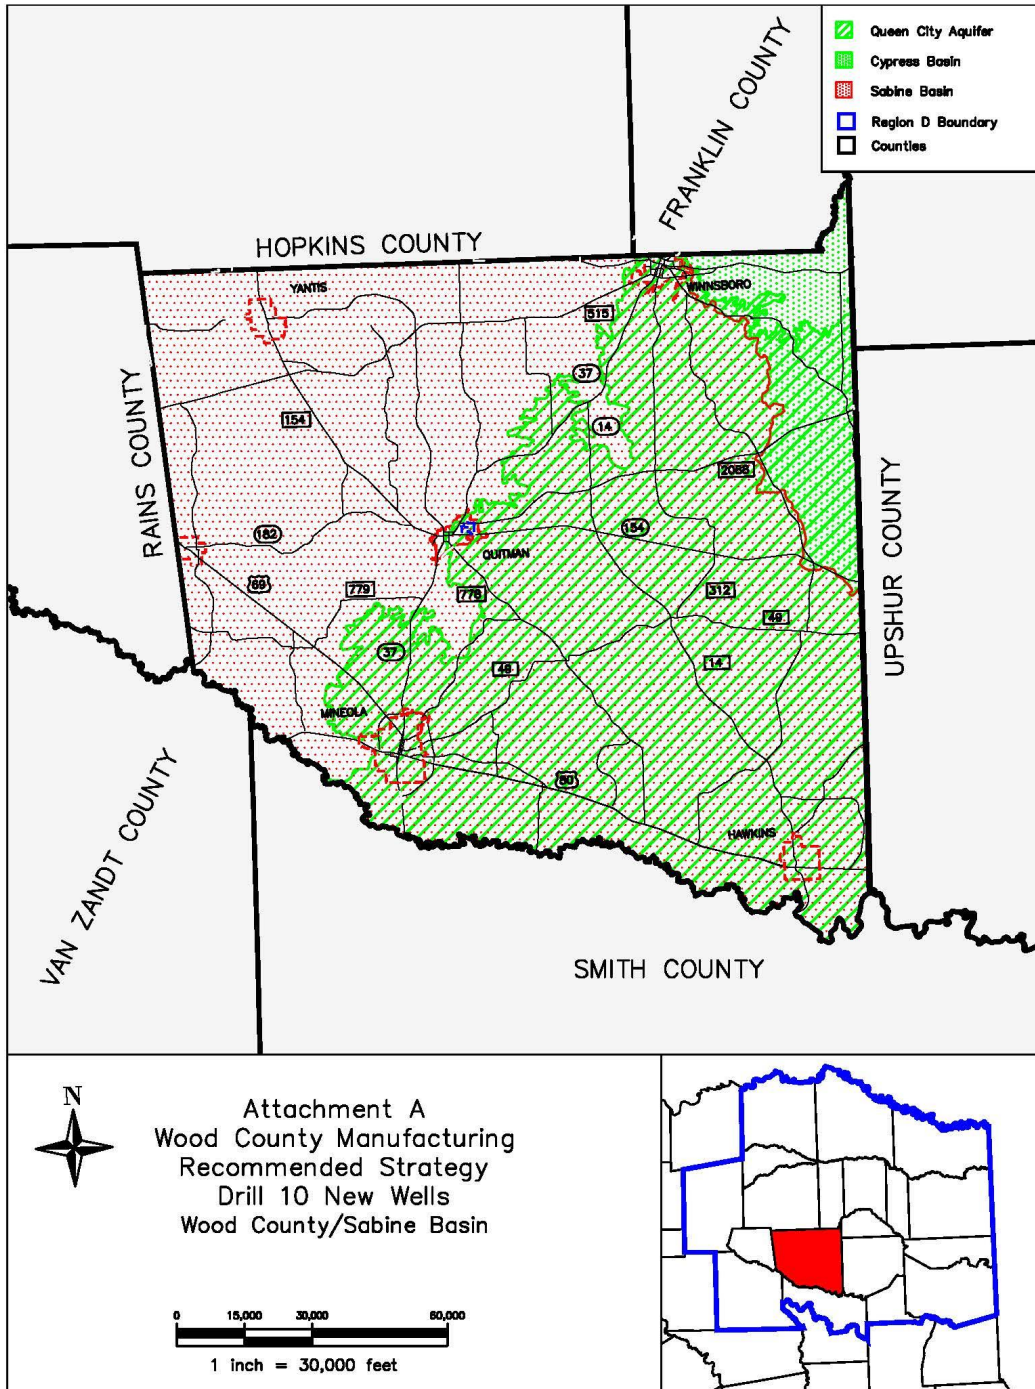 Queen City Aquifer
Cypress Basin
Sabine Basin
Region D Boundary
Counties
FRANKLIN COUNTY
HOPKINS COUNTY
YANTIS
WINNSBORO
515
37
154
14
RAINS COUNTY
2088
182
154
QUITMAN
69
779
778
312
49
UPSHUR COUNTY
37
49
14
MINEOLA
80
VAN ZANDT COUNTY
HAWKINS
SMITH COUNTY
N
Attachment A
Wood County Manufacturing
Recommended Strategy
Drill 10 New Wells
Wood County/Sabine Basin
0 15,000 30,000 60,000
1 inch = 30,000 feet